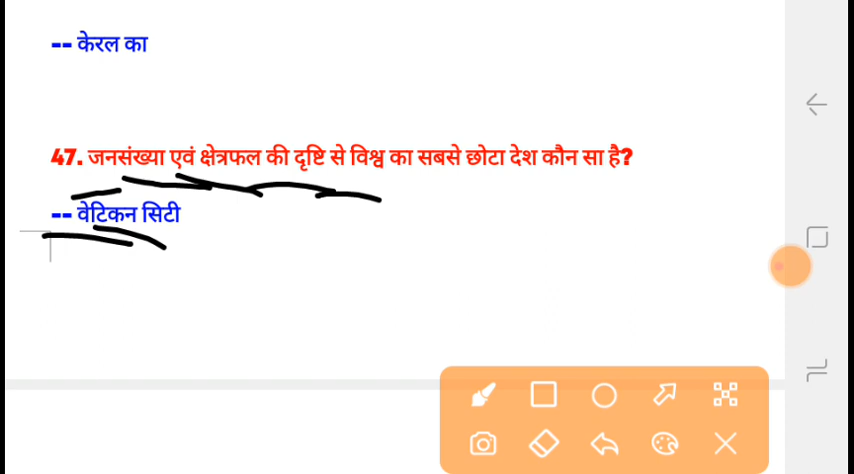 -- केरल का
47. जनसंख्या एवं क्षेत्रफल की दृष्टि से विश्व का सबसे छोटा देश कौन सा है?
-- वेटिकन सिटी